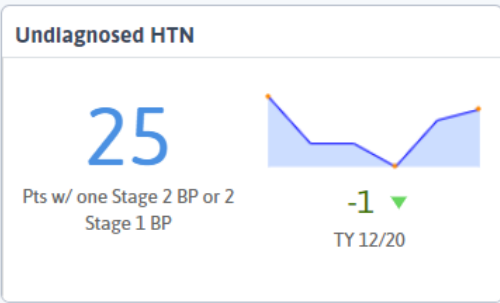 Undiagnosed HTN
25
Pts w/ one Stage 2 BP or 2
Stage 1 BP
-1
TY 12/20